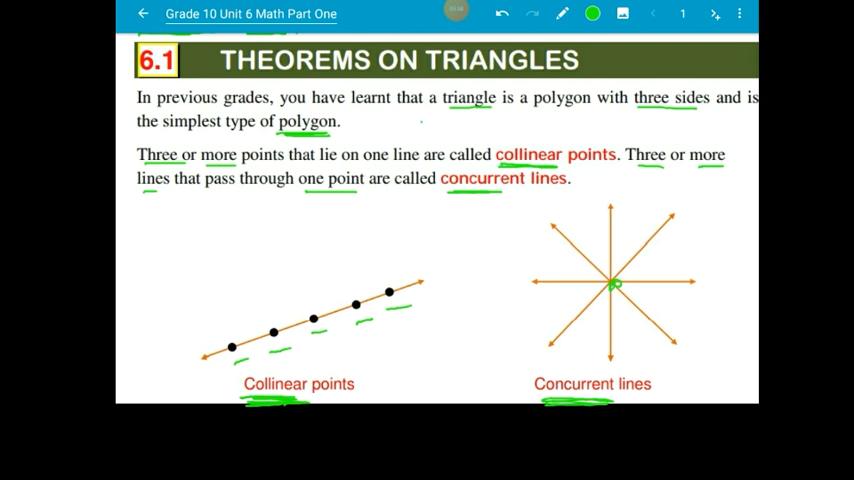 Grade 10 Unit 6 Math Part One
1
6.1 THEOREMS ON TRIANGLES
In previous grades, you have learnt that a triangle is a polygon with three sides and is
the simplest type of polygon.
Three or more points that lie on one line are called collinear points. Three or more
lines that pass through one point are called concurrent lines.
Collinear points
Concurrent lines